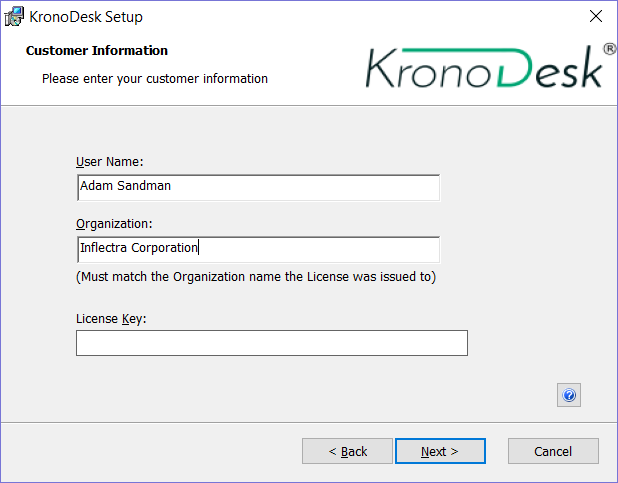 KronoDesk Setup
Customer Information
Please enter your customer information
KronoDesk®
User Name:
Adam Sandman
Organization:
Inflectra Corporation
(Must match the Organization name the License was issued to)
License Key:
?
< Back
Next >
Cancel